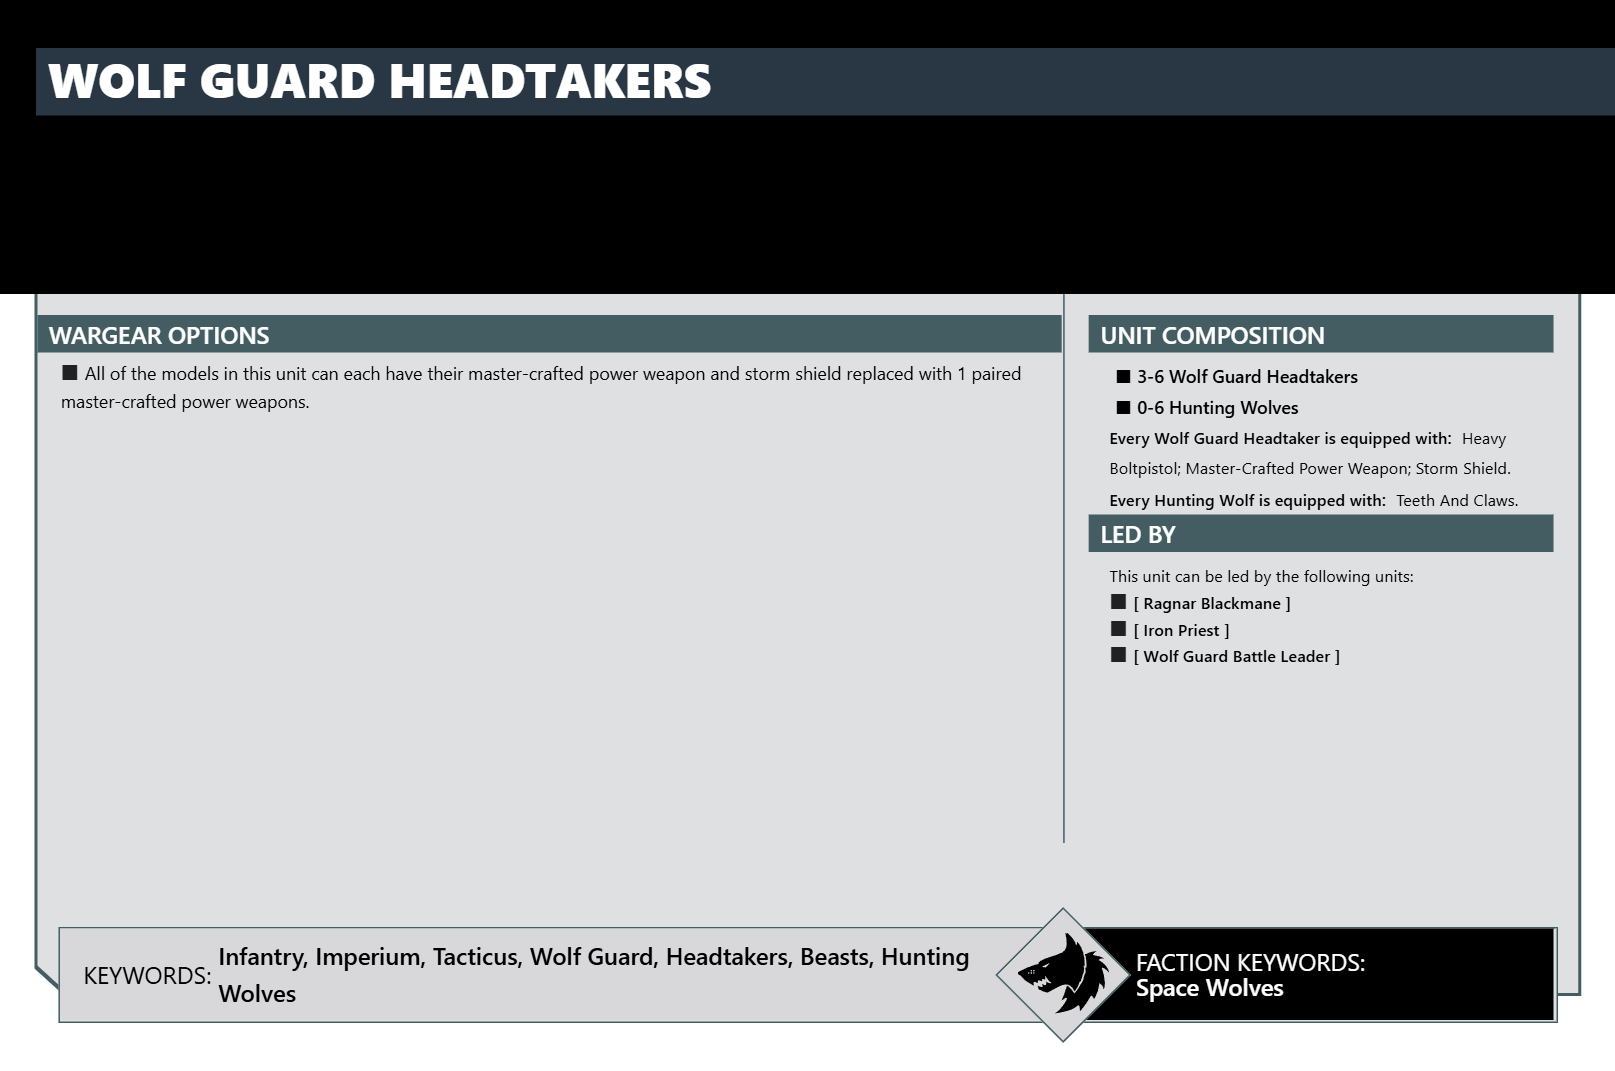 WOLF GUARD HEADTAKERS
WARGEAR OPTIONS
■ All of the models in this unit can each have their master-crafted power weapon and storm shield replaced with 1 paired
master-crafted power weapons.
UNIT COMPOSITION
■ 3-6 Wolf Guard Headtakers
■ 0-6 Hunting Wolves
Every Wolf Guard Headtaker is equipped with: Heavy
Boltpistol; Master-Crafted Power Weapon; Storm Shield.
Every Hunting Wolf is equipped with: Teeth And Claws.
LED BY
This unit can be led by the following units:
■ [ Ragnar Blackmane ]
■ [ Iron Priest ]
■ [ Wolf Guard Battle Leader ]
KEYWORDS: Infantry, Imperium, Tacticus, Wolf Guard, Headtakers, Beasts, Hunting
Wolves
FACTION KEYWORDS:
Space Wolves